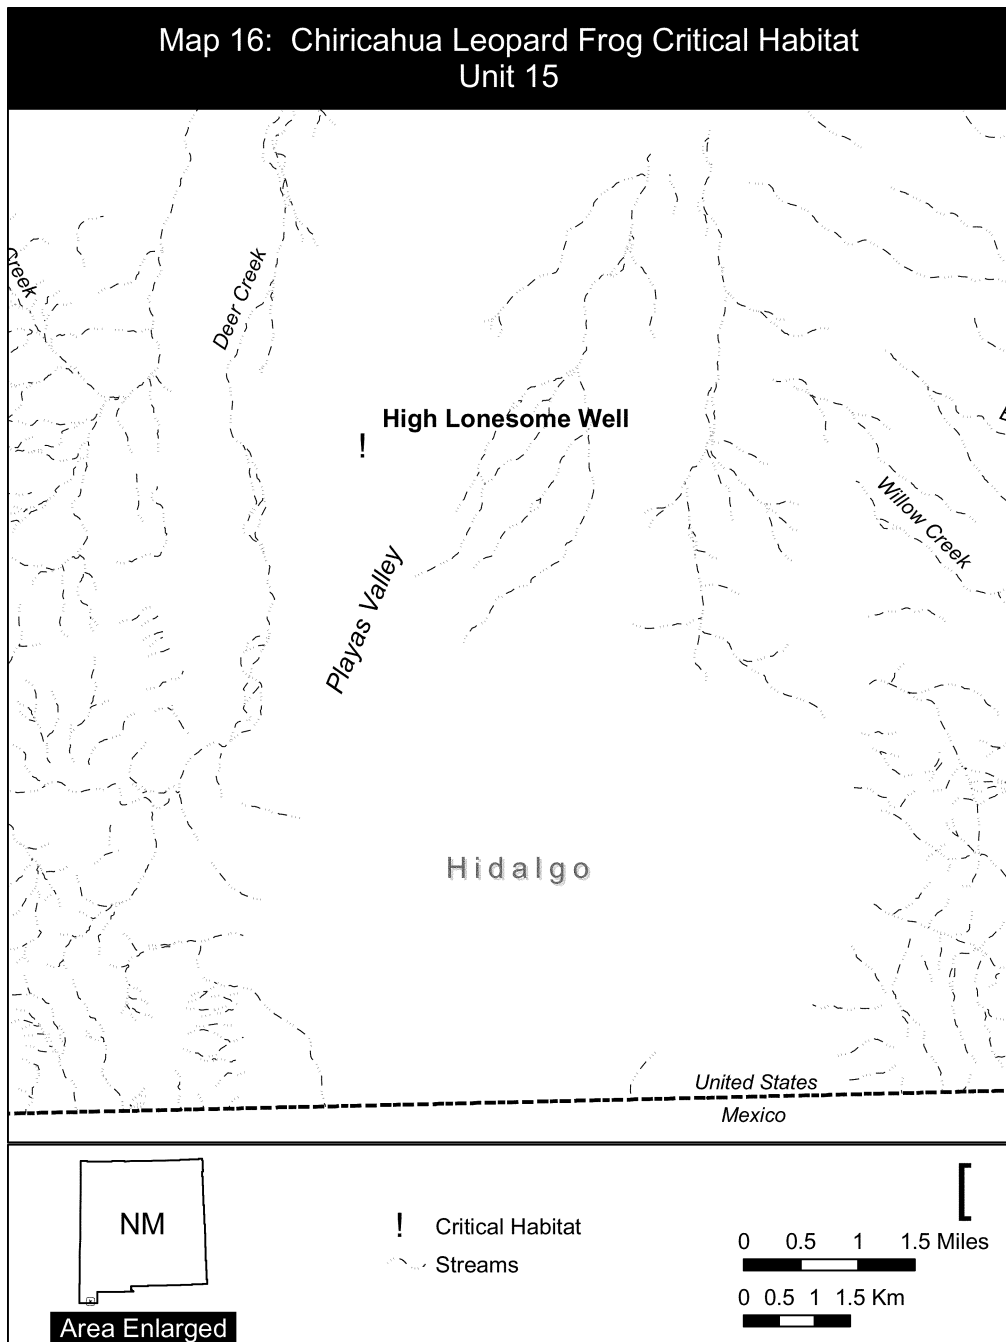 Map 16: Chiricahua Leopard Frog Critical Habitat
Unit 15
Creek
Deer Creek
High Lonesome Well
!
Willow Creek
Playas Valley
Hidalgo
United States
Mexico
NM
Area Enlarged
! Critical Habitat
Streams
[
0 0.5 1 1.5 Miles
0 0.5 1 1.5 Km